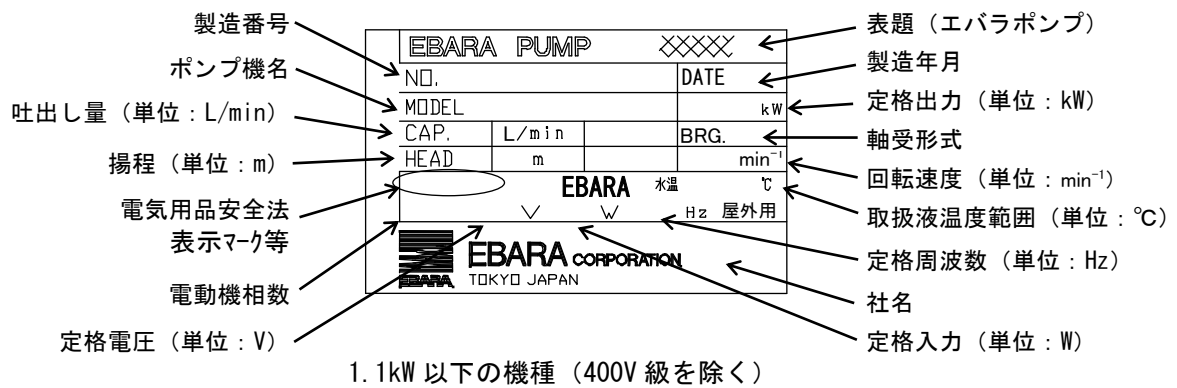 製造番号
ポンプ機名
吐出し量（単位：L/min）
揚程（単位：m）
電気用品安全法
表示マーク等
電動機相数
定格電圧（単位：V）
EBARA PUMP XXXX
NO. DATE
MODEL kW
CAP. L/min BRG.
HEAD m min⁻¹
EBARA 水温 ℃
V W Hz 屋外用
EBARA EBARA CORPORATION
TOKYO JAPAN
表題（エバラポンプ）
製造年月
定格出力（単位：kW）
軸受形式
回転速度（単位：min⁻¹）
取扱液温度範囲（単位：℃）
定格周波数（単位：Hz）
社名
定格入力（単位：W）
1.1kW 以下の機種（400V 級を除く）